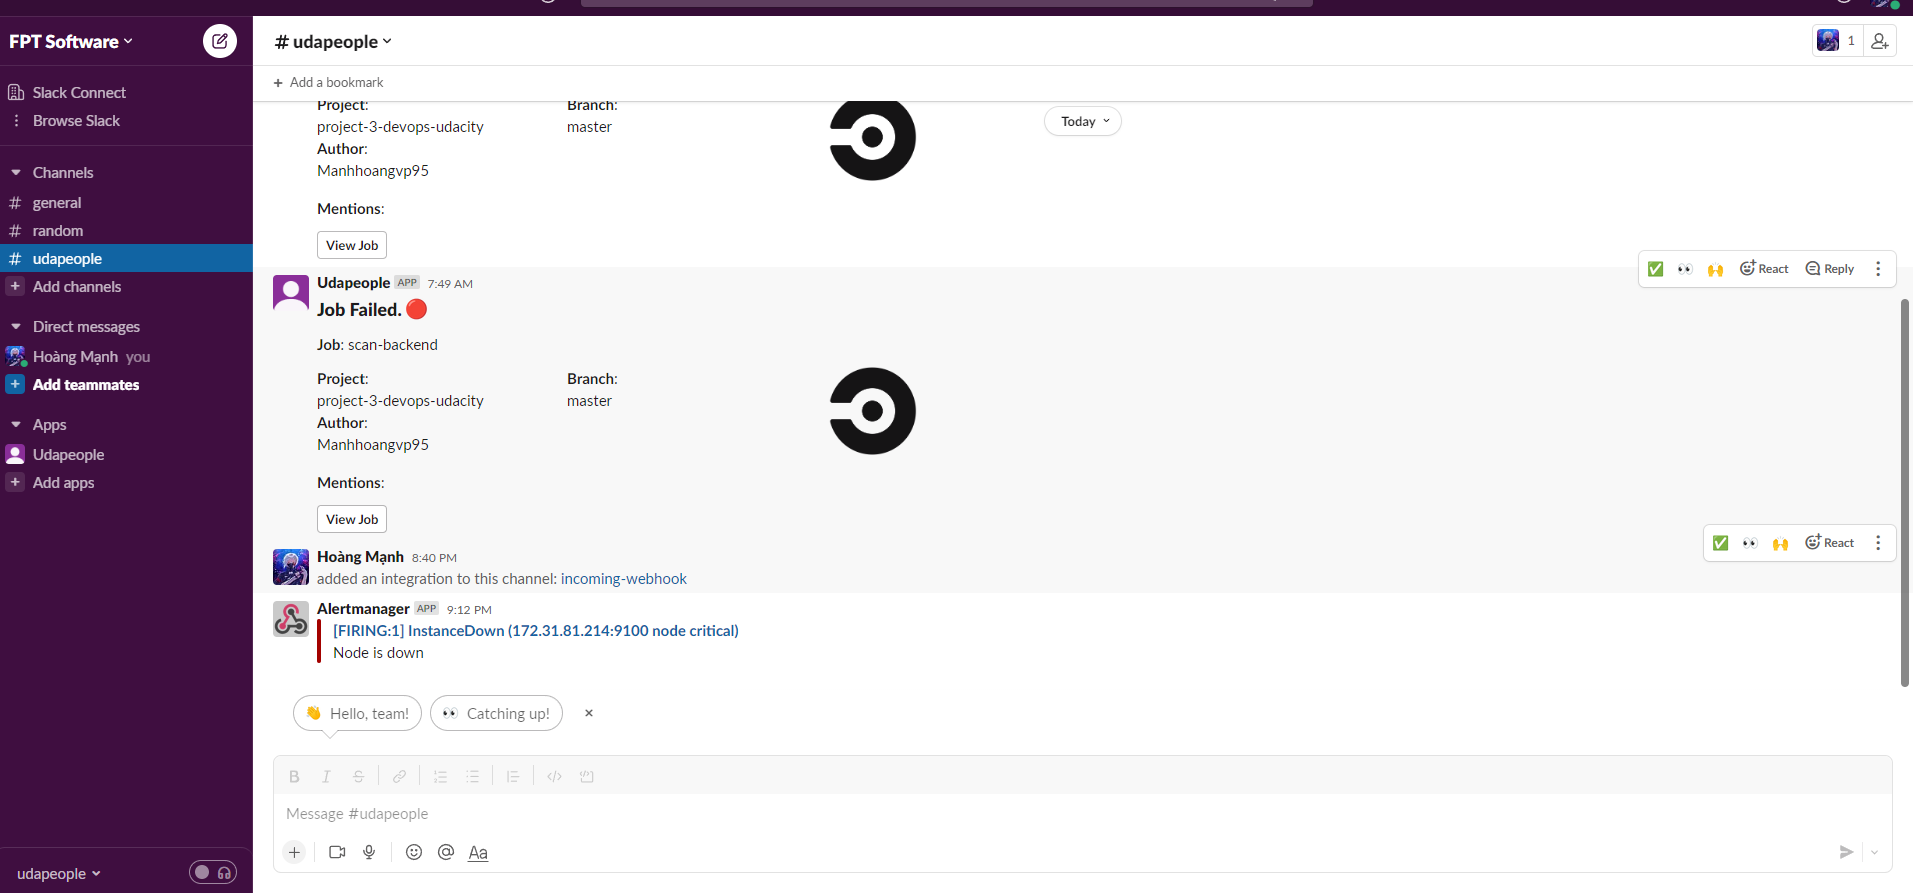 FPT Software
Slack Connect
Browse Slack
Channels
# general
# random
# udapeople
+ Add channels
Direct messages
Hoàng Mạnh you
+ Add teammates
Apps
Udapeople
+ Add apps
udapeople
# udapeople
1
+ Add a bookmark
Today
Project: Branch:
project-3-devops-udacity master
Author:
Manhhoangvp95
Mentions:
View Job
React Reply
Udapeople APP 7:49 AM
Job Failed.
Job: scan-backend
Project: Branch:
project-3-devops-udacity master
Author:
Manhhoangvp95
Mentions:
View Job
React
Hoàng Mạnh 8:40 PM
added an integration to this channel: incoming-webhook
Alertmanager APP 9:12 PM
[FIRING:1] InstanceDown (172.31.81.214:9100 node critical)
Node is down
Hello, team! Catching up! ×
B I S
Message #udapeople
+ @ Aa